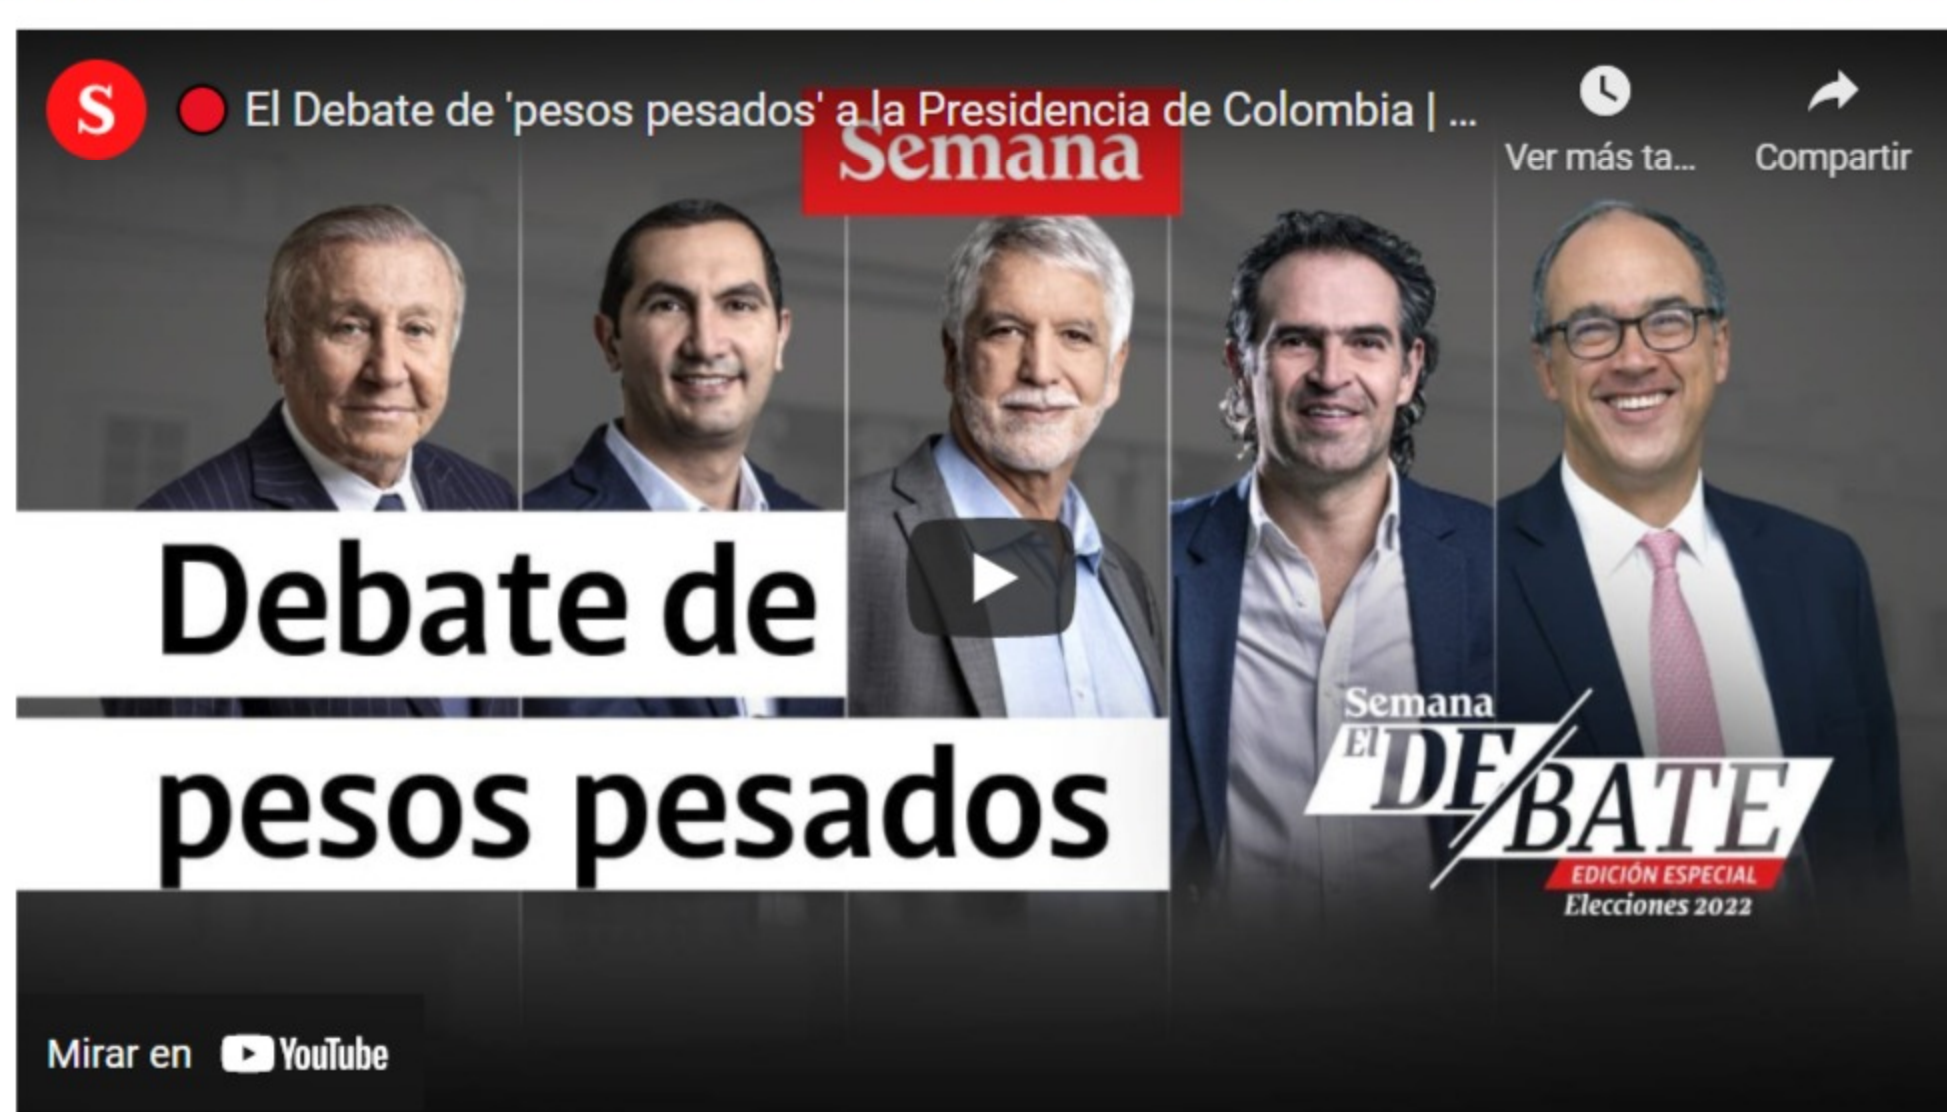 S
El Debate de 'pesos pesados' a la Presidencia de Colombia | ...
Ver más ta...
Compartir
Semana
Debate de
pesos pesados
Semana
El DEBATE
EDICIÓN ESPECIAL
Elecciones 2022
Mirar en YouTube